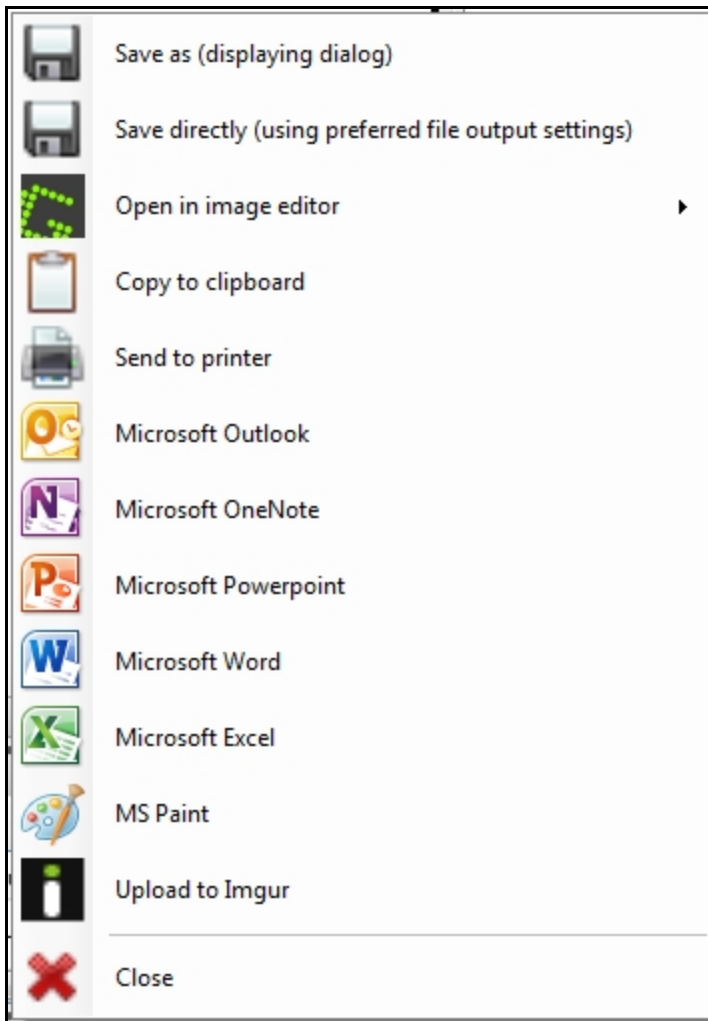 Save as (displaying dialog)
Save directly (using preferred file output settings)
Open in image editor
Copy to clipboard
Send to printer
Microsoft Outlook
Microsoft OneNote
Microsoft Powerpoint
Microsoft Word
Microsoft Excel
MS Paint
Upload to Imgur
Close